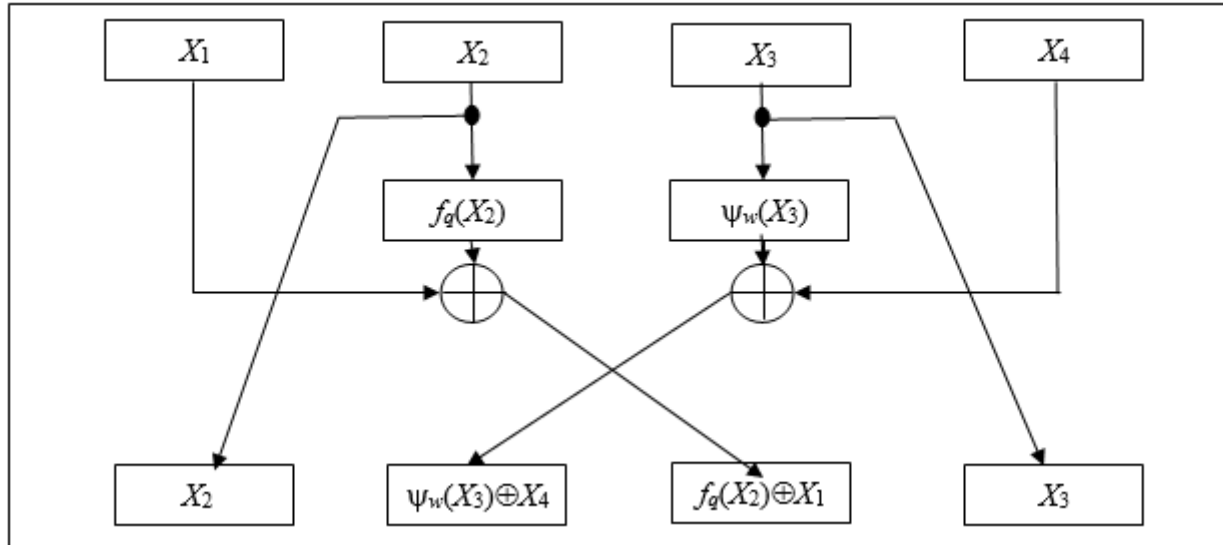 X1
X2
X3
X4
fq(X2)
ψw(X3)
X2
ψw(X3)⊕X4
fq(X2)⊕X1
X3